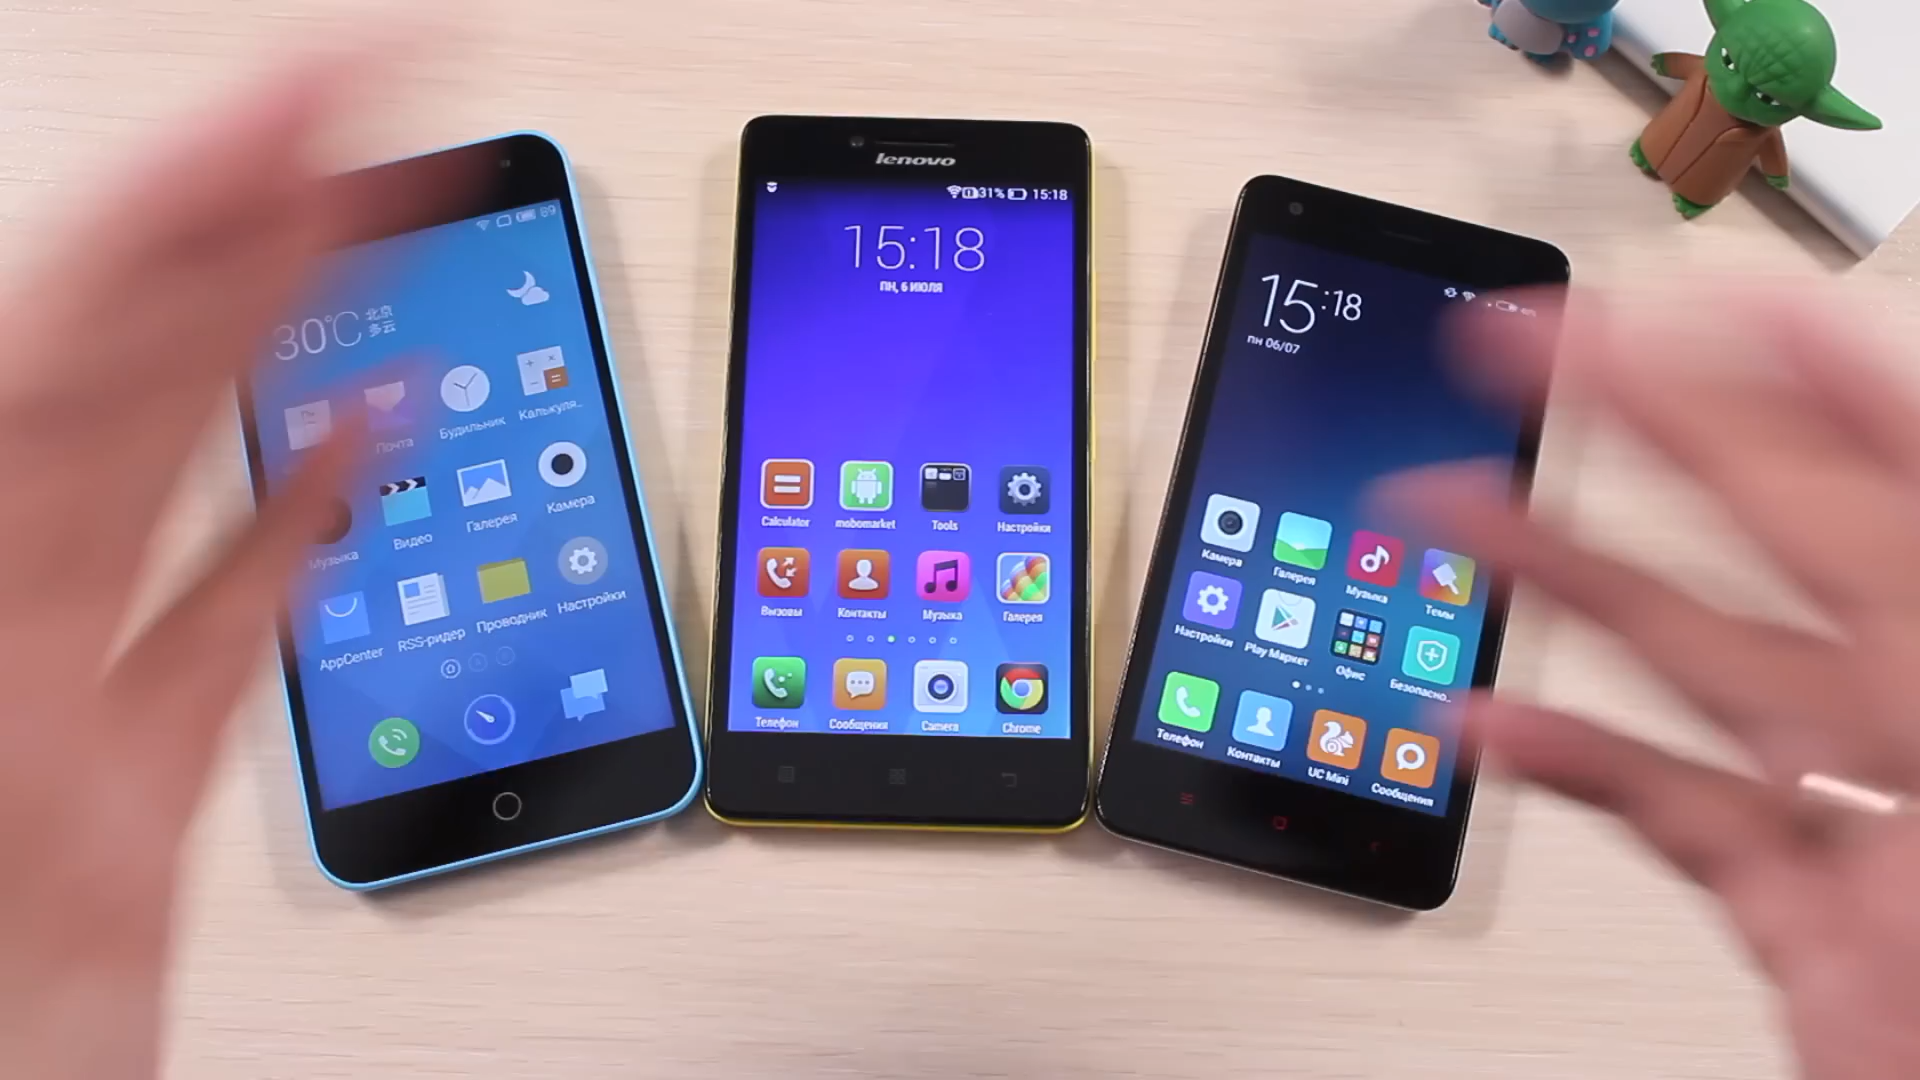 89
30°C 北京
多云
Почта
Будильник
Калькуля..
Музыка
Видео
Галерея
Камера
AppCenter
RSS-ридер
Проводник
Настройки
lenovo
31% 15:18
15:18
ПН, 6 ИЮЛЯ
Calculator
mobomarket
Tools
Настройки
Вызовы
Контакты
Музыка
Галерея
Телефон
Сообщения
Camera
Chrome
15:18
пн 06/07
Камера
Галерея
Музыка
Темы
Настройки
Play Маркет
Офис
Безопасно..
Телефон
Контакты
UC Mini
Сообщения